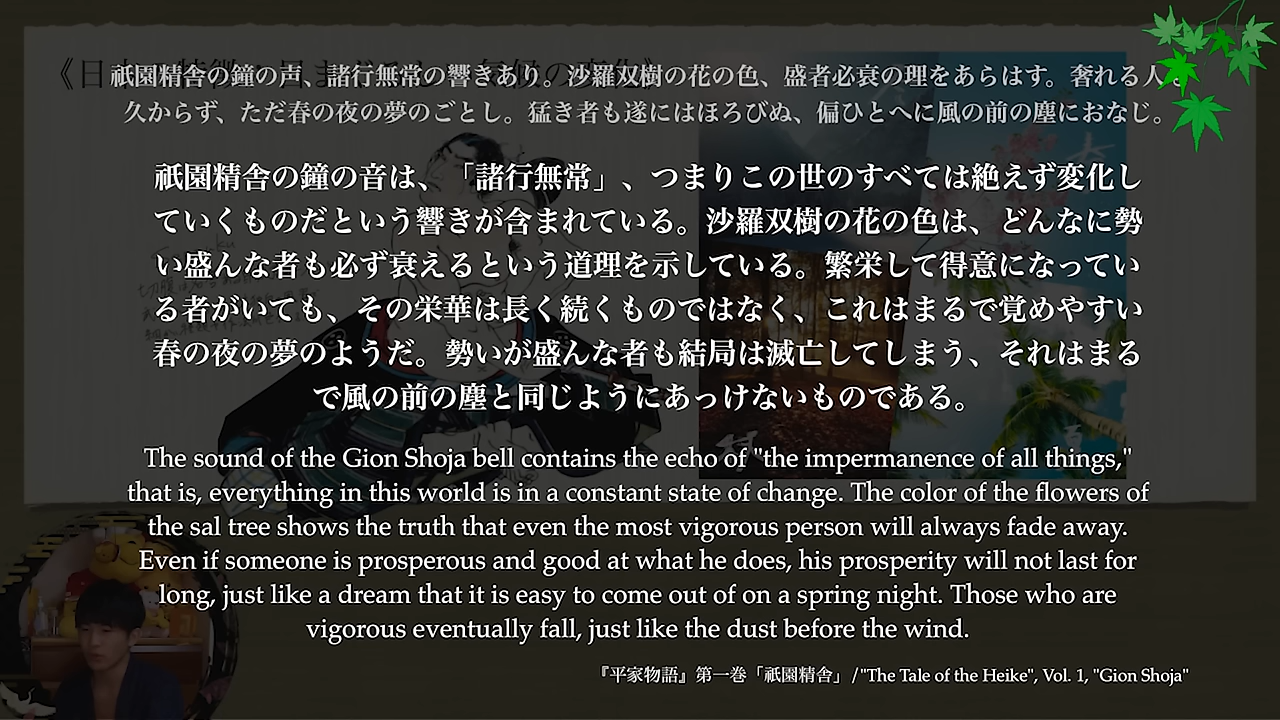 祇園精舎の鐘の声、諸行無常の響きあり。沙羅双樹の花の色、盛者必衰の理をあらはす。奢れる人も
久からず、ただ春の夜の夢のごとし。猛き者も遂にはほろびぬ、偏ひとへに風の前の塵におなじ。
祇園精舎の鐘の音は、「諸行無常」、つまりこの世のすべては絶えず変化し
ていくものだという響きが含まれている。沙羅双樹の花の色は、どんなに勢
い盛んな者も必ず衰えるという道理を示している。繁栄して得意になってい
る者がいても、その栄華は長く続くものではなく、これはまるで覚めやすい
春の夜の夢のようだ。勢いが盛んな者も結局は滅亡してしまう、それはまる
で風の前の塵と同じようにあっけないものである。
The sound of the Gion Shoja bell contains the echo of "the impermanence of all things,"
that is, everything in this world is in a constant state of change. The color of the flowers of
the sal tree shows the truth that even the most vigorous person will always fade away.
Even if someone is prosperous and good at what he does, his prosperity will not last for
long, just like a dream that it is easy to come out of on a spring night. Those who are
vigorous eventually fall, just like the dust before the wind.
『平家物語』第一巻「祇園精舎」 / "The Tale of the Heike", Vol. 1, "Gion Shoja"